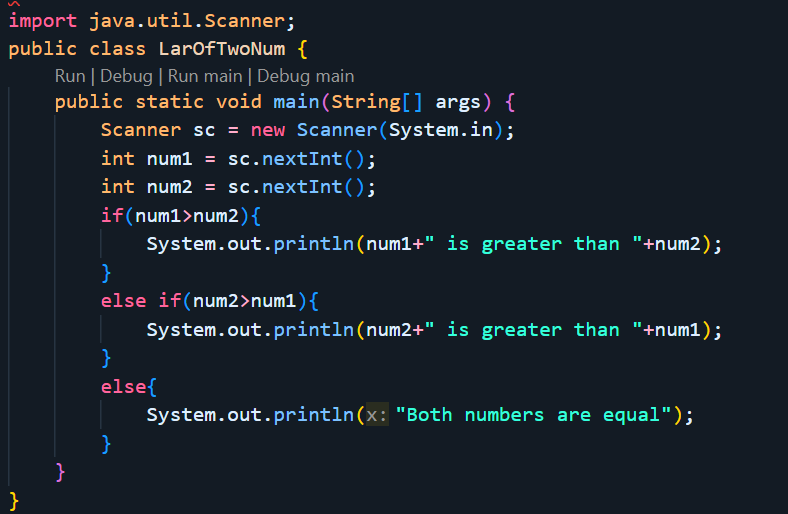 import java.util.Scanner;
public class LarOfTwoNum {
    Run | Debug | Run main | Debug main
    public static void main(String[] args) {
        Scanner sc = new Scanner(System.in);
        int num1 = sc.nextInt();
        int num2 = sc.nextInt();
        if(num1>num2){
            System.out.println(num1+" is greater than "+num2);
        }
        else if(num2>num1){
            System.out.println(num2+" is greater than "+num1);
        }
        else{
            System.out.println(x: "Both numbers are equal");
        }
    }
}